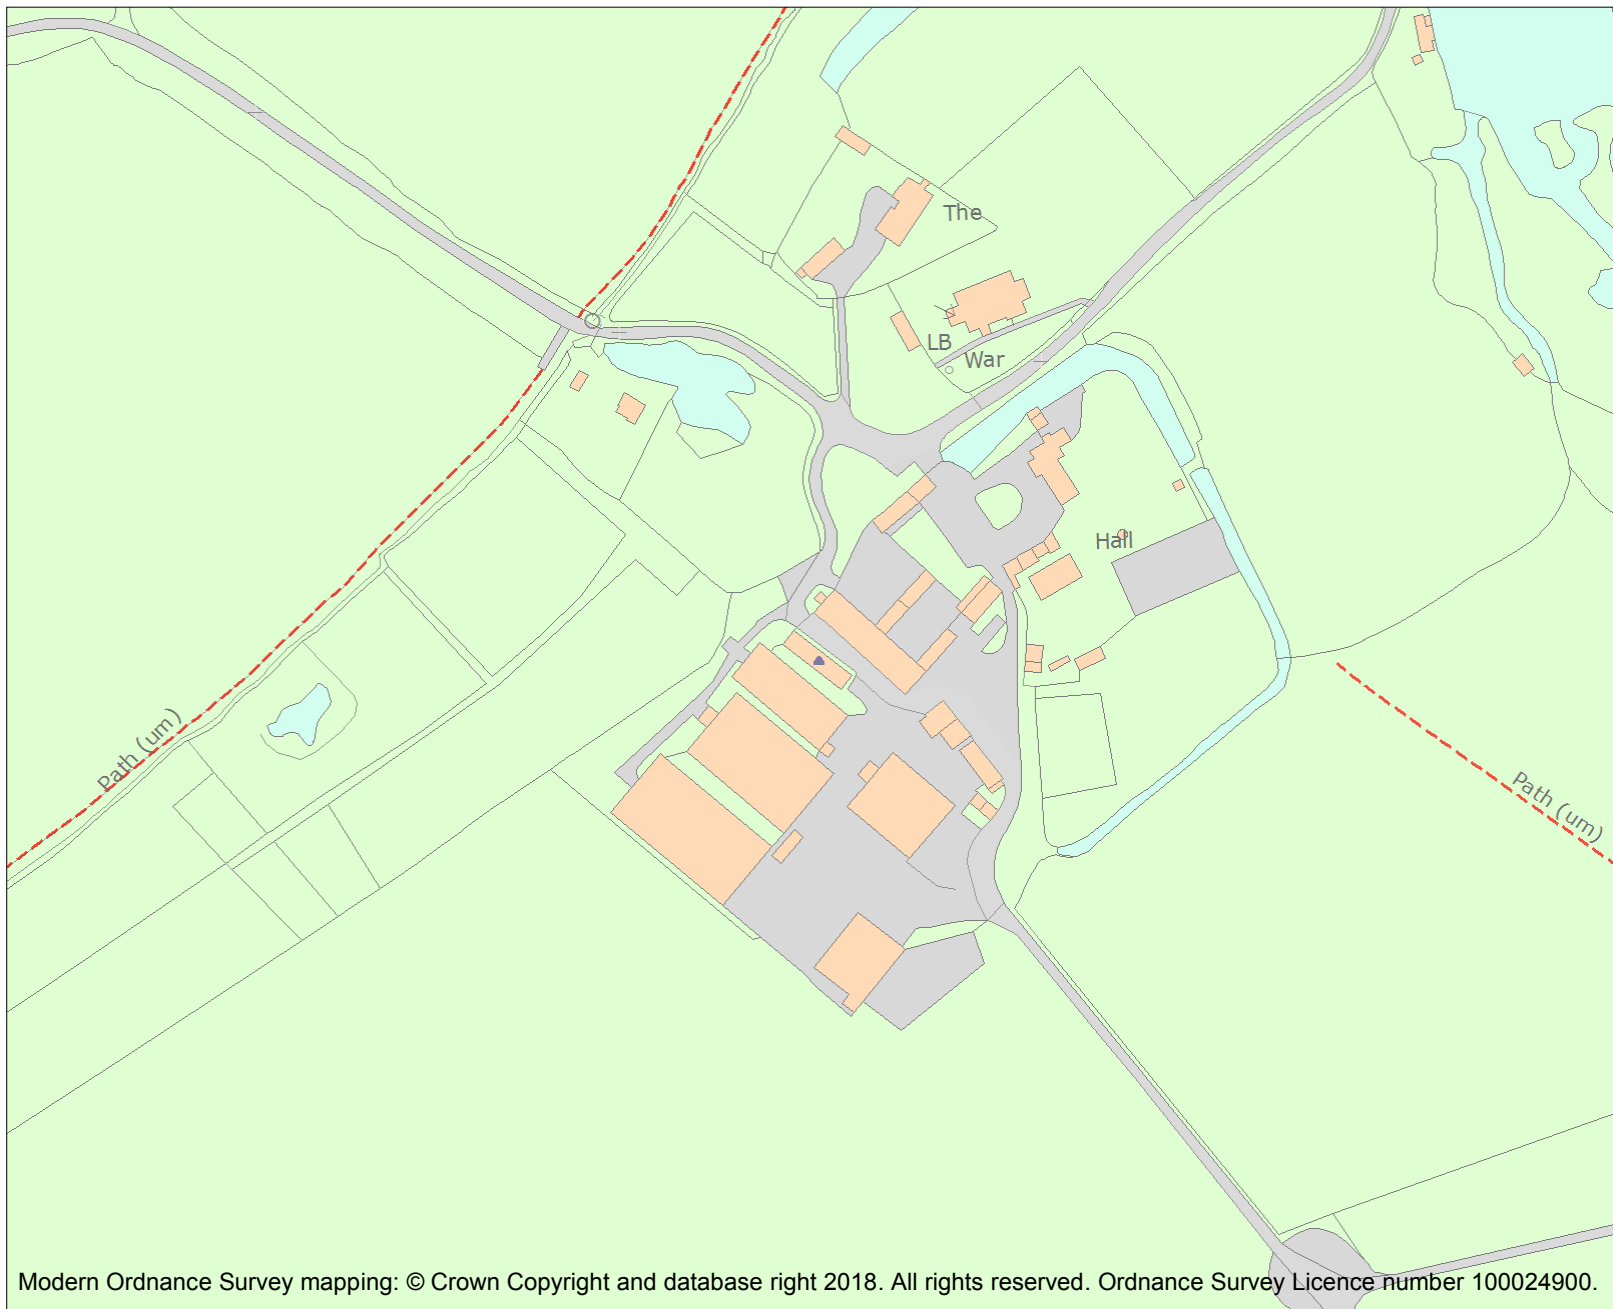 The
LB
War
Hall
Path (um)
Path (um)
Modern Ordnance Survey mapping: © Crown Copyright and database right 2018. All rights reserved. Ordnance Survey Licence number 100024900.